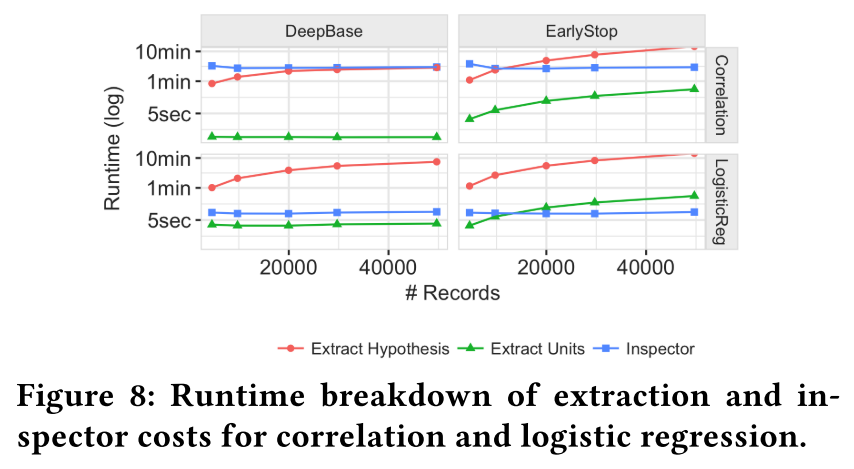 DeepBase
EarlyStop
10min
1min
5sec
Correlation
10min
1min
5sec
LogisticReg
Runtime (log)
20000
40000
20000
40000
# Records
Extract Hypothesis
Extract Units
Inspector
Figure 8: Runtime breakdown of extraction and in-
spector costs for correlation and logistic regression.